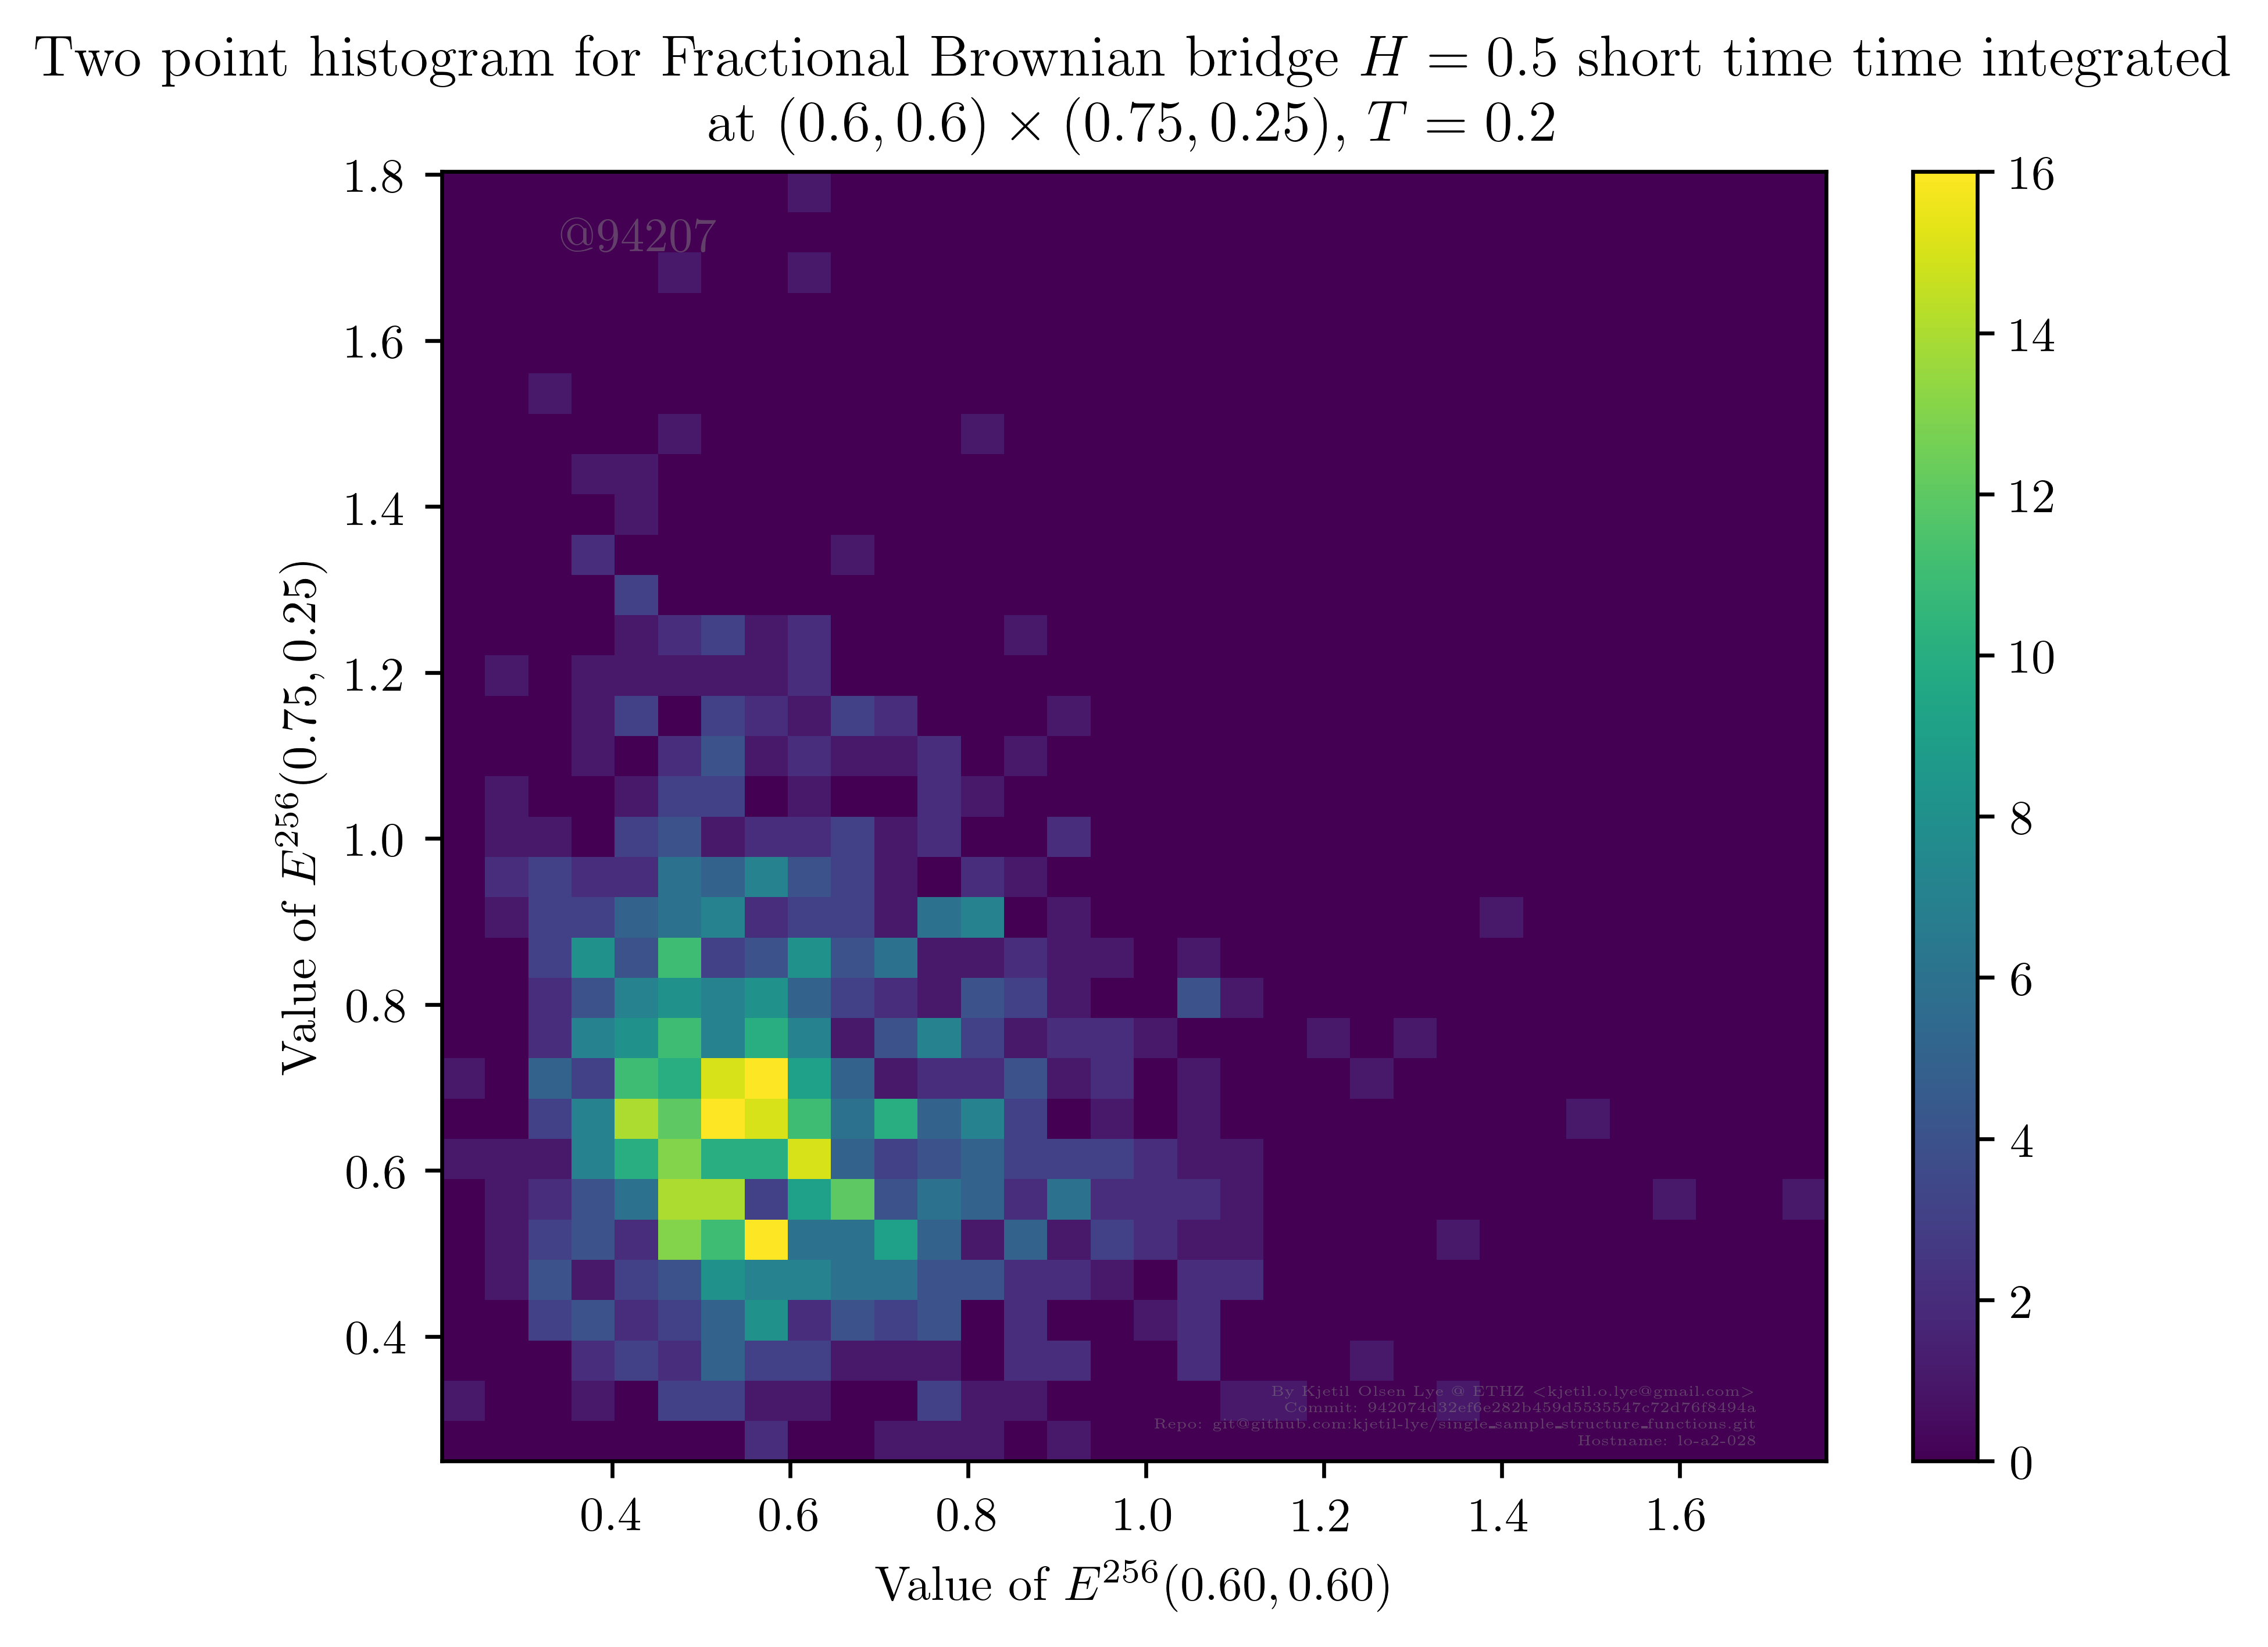 Two point histogram for Fractional Brownian bridge H = 0.5 short time time integrated
at (0.6, 0.6) × (0.75, 0.25), T = 0.2
@94207
1.8
1.6
1.4
1.2
1.0
0.8
0.6
0.4
Value of E^256(0.75, 0.25)
0.4 0.6 0.8 1.0 1.2 1.4 1.6
Value of E^256(0.60, 0.60)
16
14
12
10
8
6
4
2
0
By Kjetil Olsen Lye @ ETHZ <kjetil.o.lye@gmail.com>
Commit: 942074d32ef6e282b459d5535547c72d76f8494a
Repo: git@github.com:kjetil-lye/single_sample_structure_functions.git
Hostname: lo-a2-028